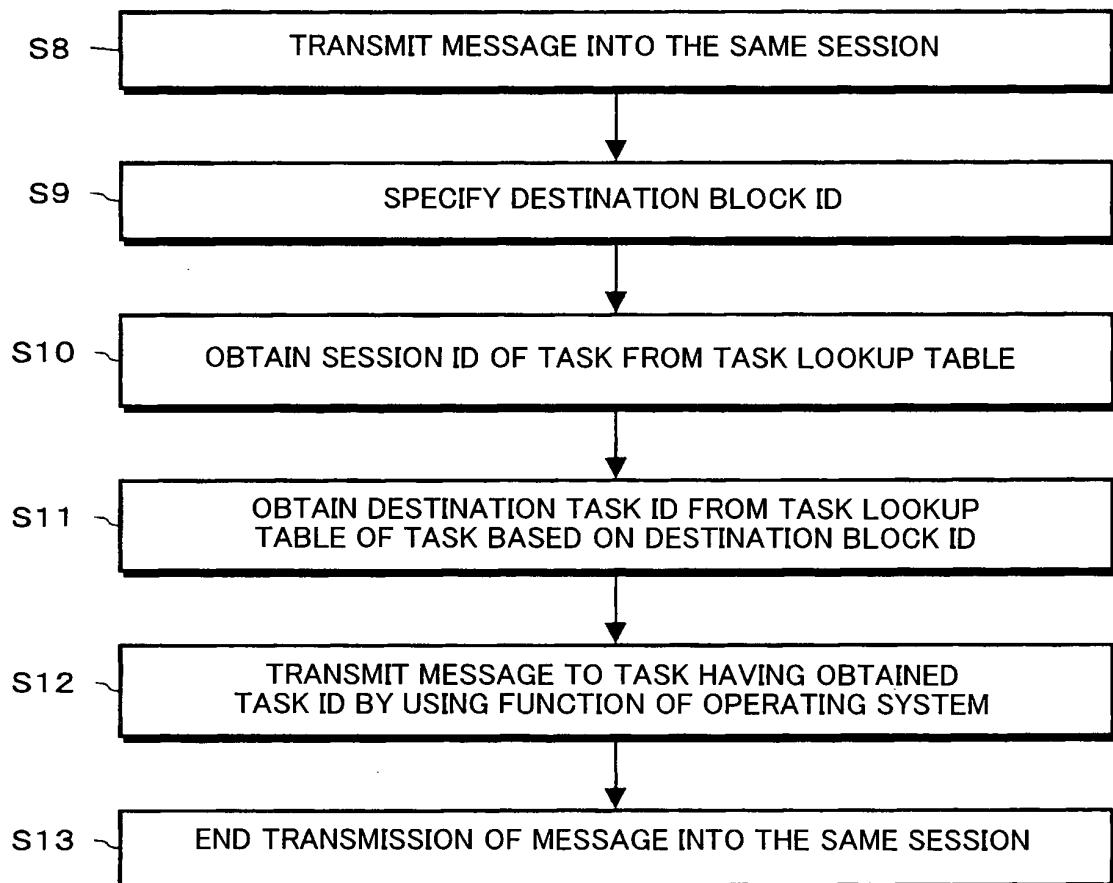 S8 TRANSMIT MESSAGE INTO THE SAME SESSION
S9 SPECIFY DESTINATION BLOCK ID
S10 OBTAIN SESSION ID OF TASK FROM TASK LOOKUP TABLE
S11 OBTAIN DESTINATION TASK ID FROM TASK LOOKUP
TABLE OF TASK BASED ON DESTINATION BLOCK ID
S12 TRANSMIT MESSAGE TO TASK HAVING OBTAINED
TASK ID BY USING FUNCTION OF OPERATING SYSTEM
S13 END TRANSMISSION OF MESSAGE INTO THE SAME SESSION